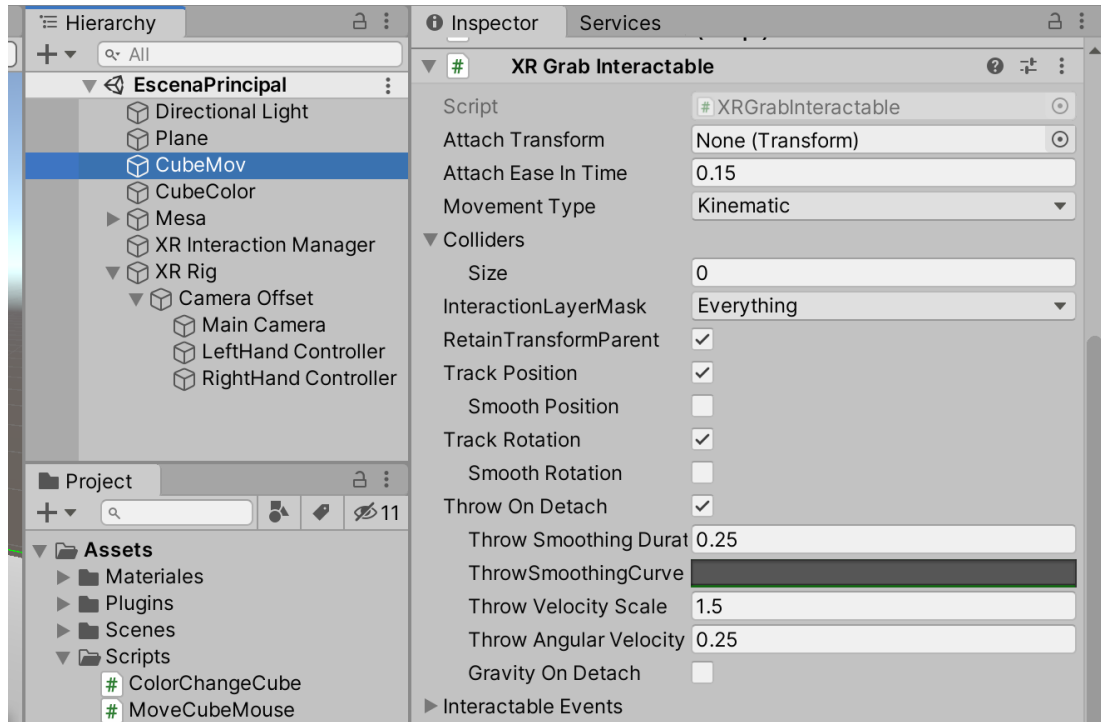 Hierarchy
All
EscenaPrincipal
Directional Light
Plane
CubeMov
CubeColor
Mesa
XR Interaction Manager
XR Rig
Camera Offset
Main Camera
LeftHand Controller
RightHand Controller
Project
11
Assets
Materiales
Plugins
Scenes
Scripts
# ColorChangeCube
# MoveCubeMouse
Inspector Services
# XR Grab Interactable
Script # XRGrabInteractable
Attach Transform None (Transform)
Attach Ease In Time 0.15
Movement Type Kinematic
Colliders
Size 0
InteractionLayerMask Everything
RetainTransformParent
Track Position
Smooth Position
Track Rotation
Smooth Rotation
Throw On Detach
Throw Smoothing Durat 0.25
ThrowSmoothingCurve
Throw Velocity Scale 1.5
Throw Angular Velocity 0.25
Gravity On Detach
Interactable Events